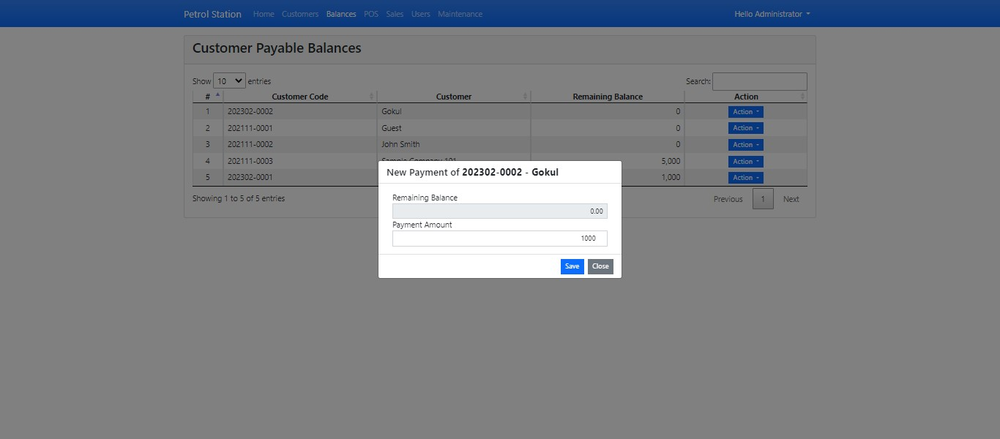 Petrol Station Home Customers Balances POS Sales Users Maintenance Hello Administrator
Customer Payable Balances
Show 10 entries Search:
# Customer Code Customer Remaining Balance Action
1 202302-0002 Gokul 0 Action
2 202111-0001 Guest 0 Action
3 202111-0002 John Smith 0 Action
4 202111-0003 Sample Company 101 5,000 Action
5 202302-0001 1,000 Action
Showing 1 to 5 of 5 entries Previous 1 Next
New Payment of 202302-0002 - Gokul
Remaining Balance
0.00
Payment Amount
1000
Save Close